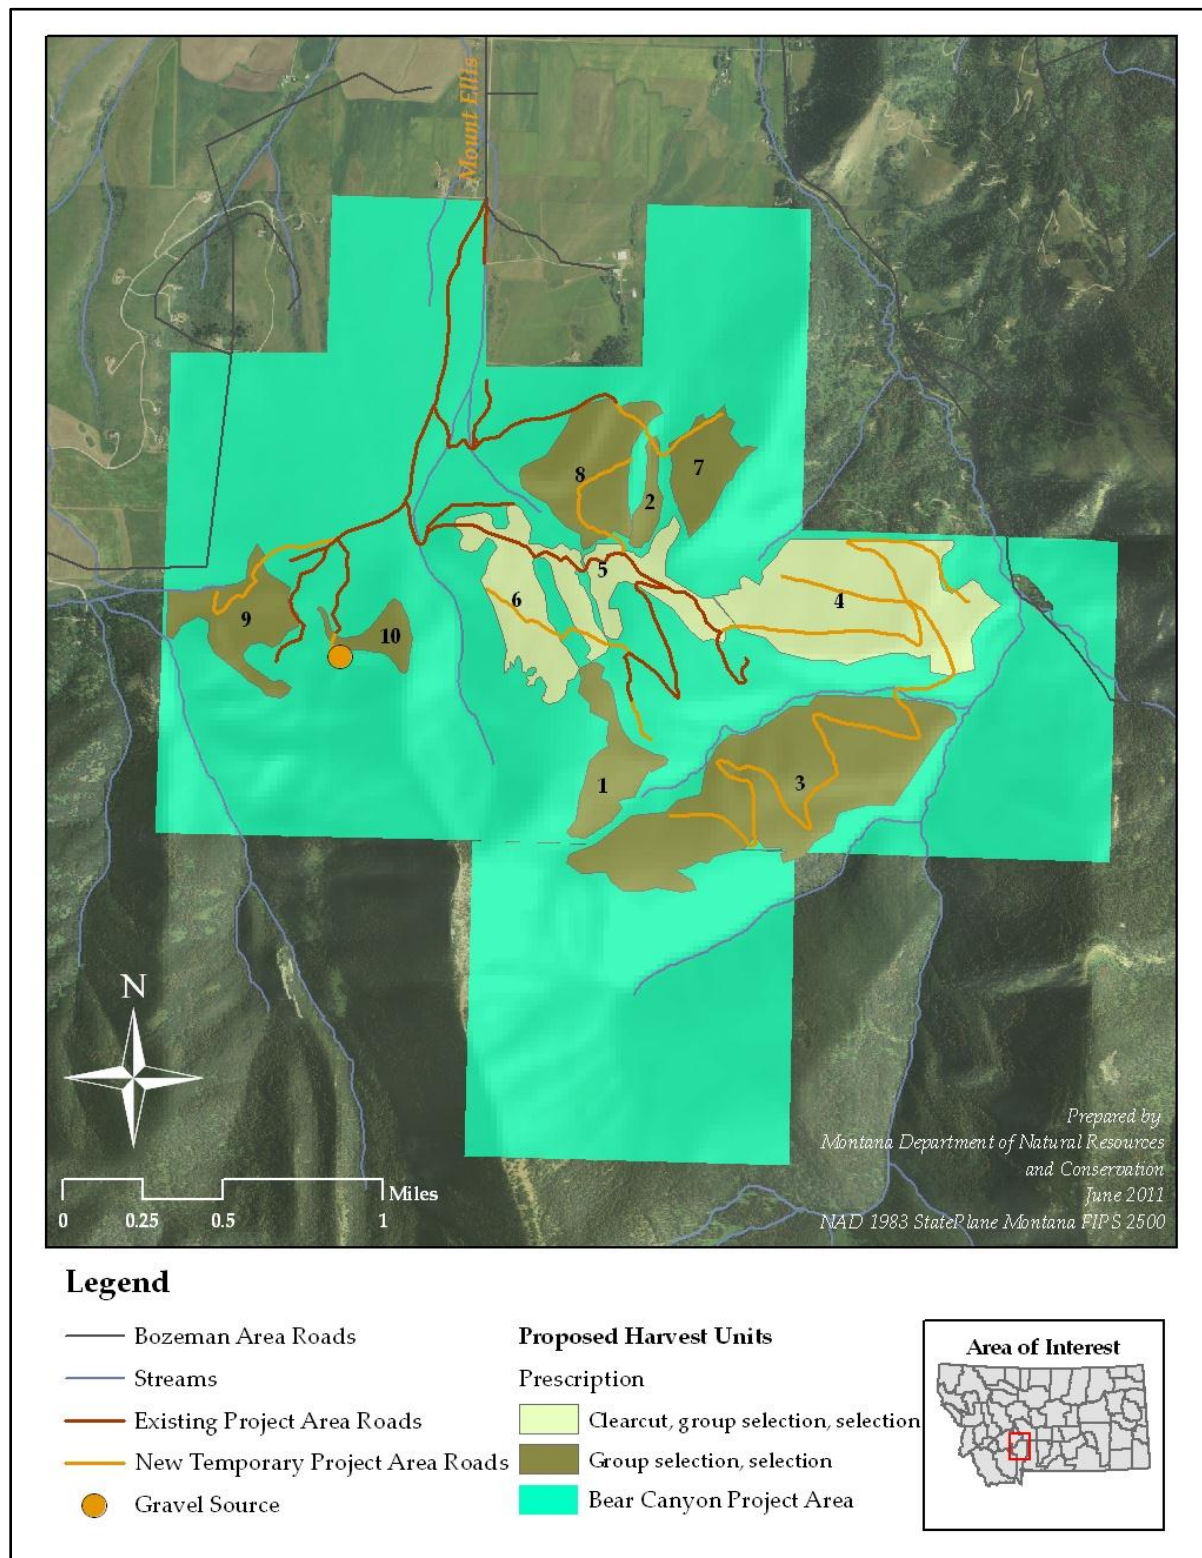 Mount Ellis
8
7
2
5
6
4
9
10
3
1
N
Miles
0 0.25 0.5 1
Prepared by
Montana Department of Natural Resources
and Conservation
June 2011
NAD 1983 StatePlane Montana FIPS 2500
Legend
Bozeman Area Roads
Streams
Existing Project Area Roads
New Temporary Project Area Roads
Gravel Source
Proposed Harvest Units
Prescription
Clearcut, group selection, selection
Group selection, selection
Bear Canyon Project Area
Area of Interest